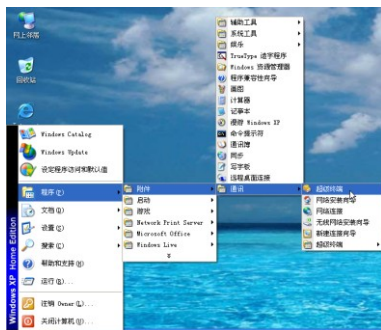 网上邻居
回收站
Windows Catalog
Windows Update
设定程序访问和默认值
程序(P)
文档(D)
设置(S)
搜索(C)
帮助和支持(H)
运行(R)...
注销 Owner(L)...
关闭计算机(U)...
Windows XP Home Edition
附件
启动
游戏
Network Print Server
Microsoft Office
Windows Live
辅助工具
系统工具
娱乐
TrueType 造字程序
Windows 资源管理器
程序兼容性向导
画图
计算器
记事本
漫游 Windows XP
命令提示符
通讯簿
同步
写字板
远程桌面连接
通讯
超级终端
网络安装向导
网络连接
无线网络安装向导
新建连接向导
超级终端